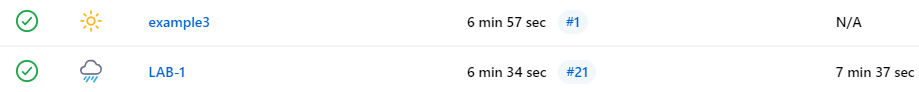 example3 6 min 57 sec #1 N/A
LAB-1 6 min 34 sec #21 7 min 37 sec